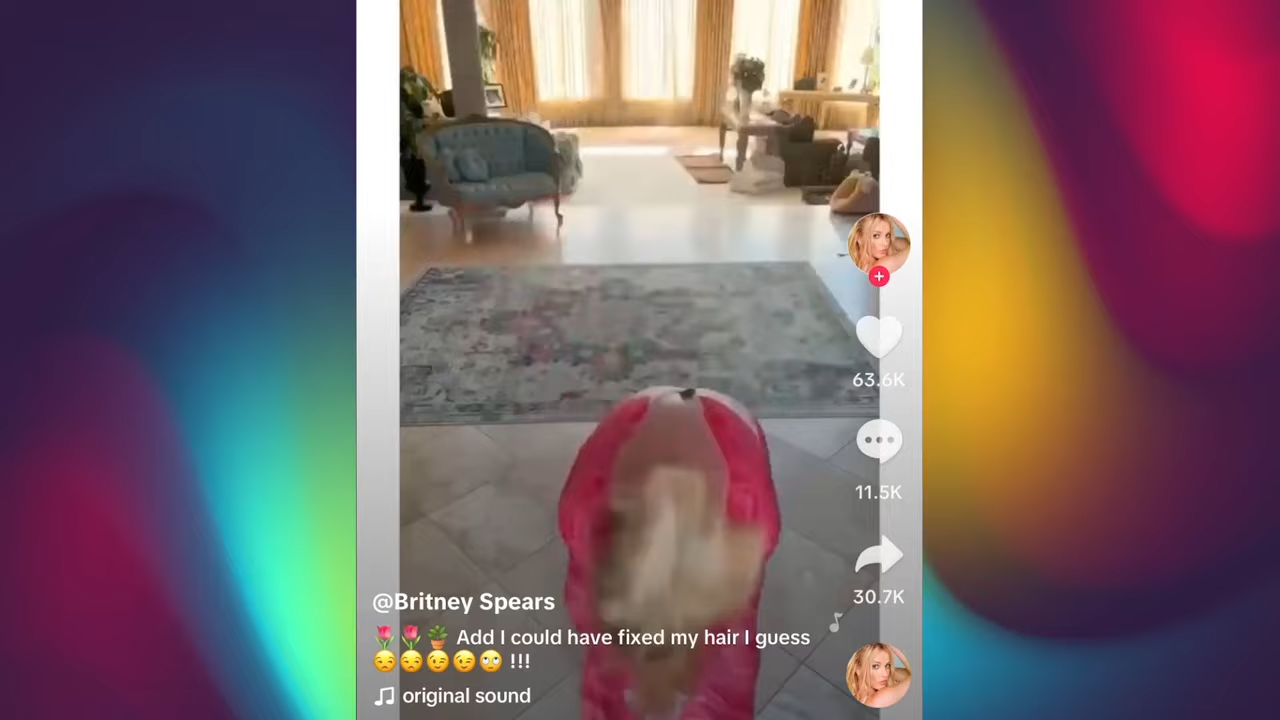 63.6K
11.5K
30.7K
@Britney Spears
🌷🌷🪴 Add I could have fixed my hair I guess
😒😒😉😉🙄 !!!
original sound